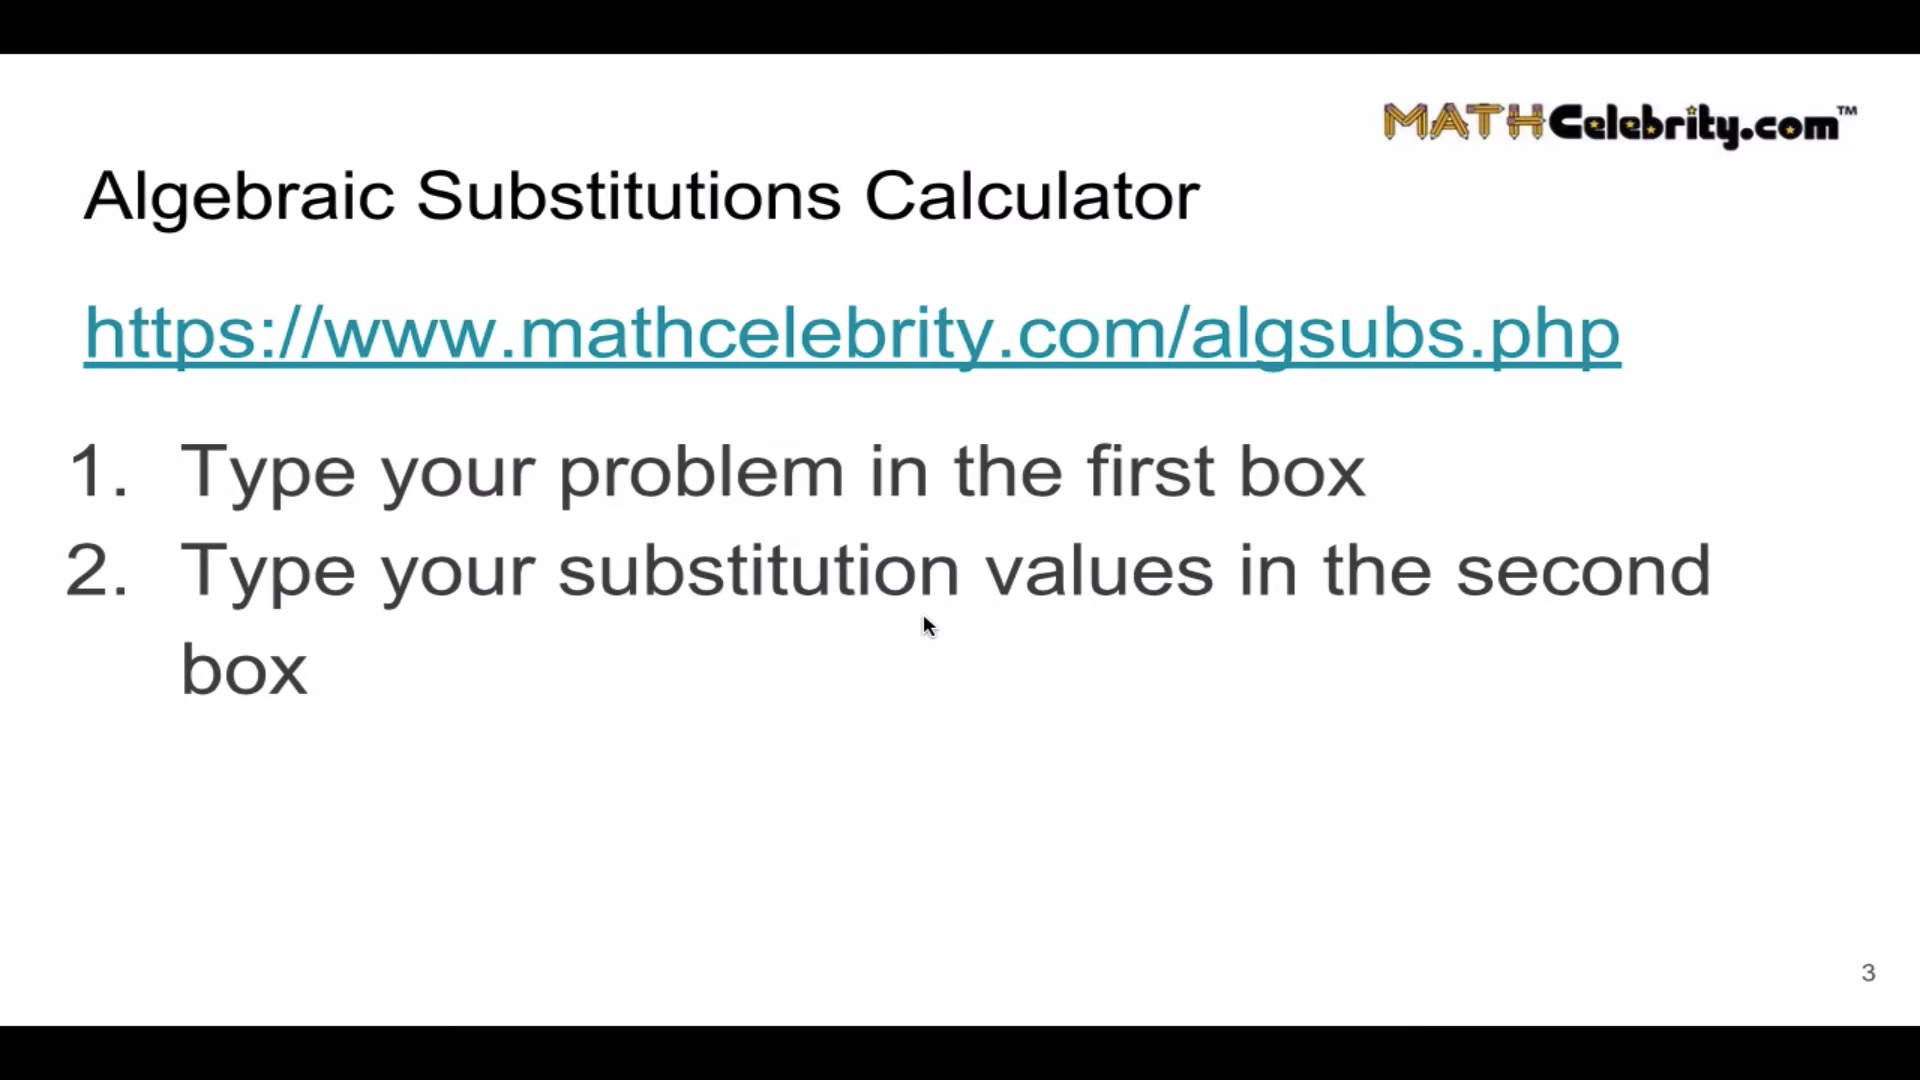 MATHCelebrity.com™
Algebraic Substitutions Calculator
https://www.mathcelebrity.com/algsubs.php
1. Type your problem in the first box
2. Type your substitution values in the second
box
3